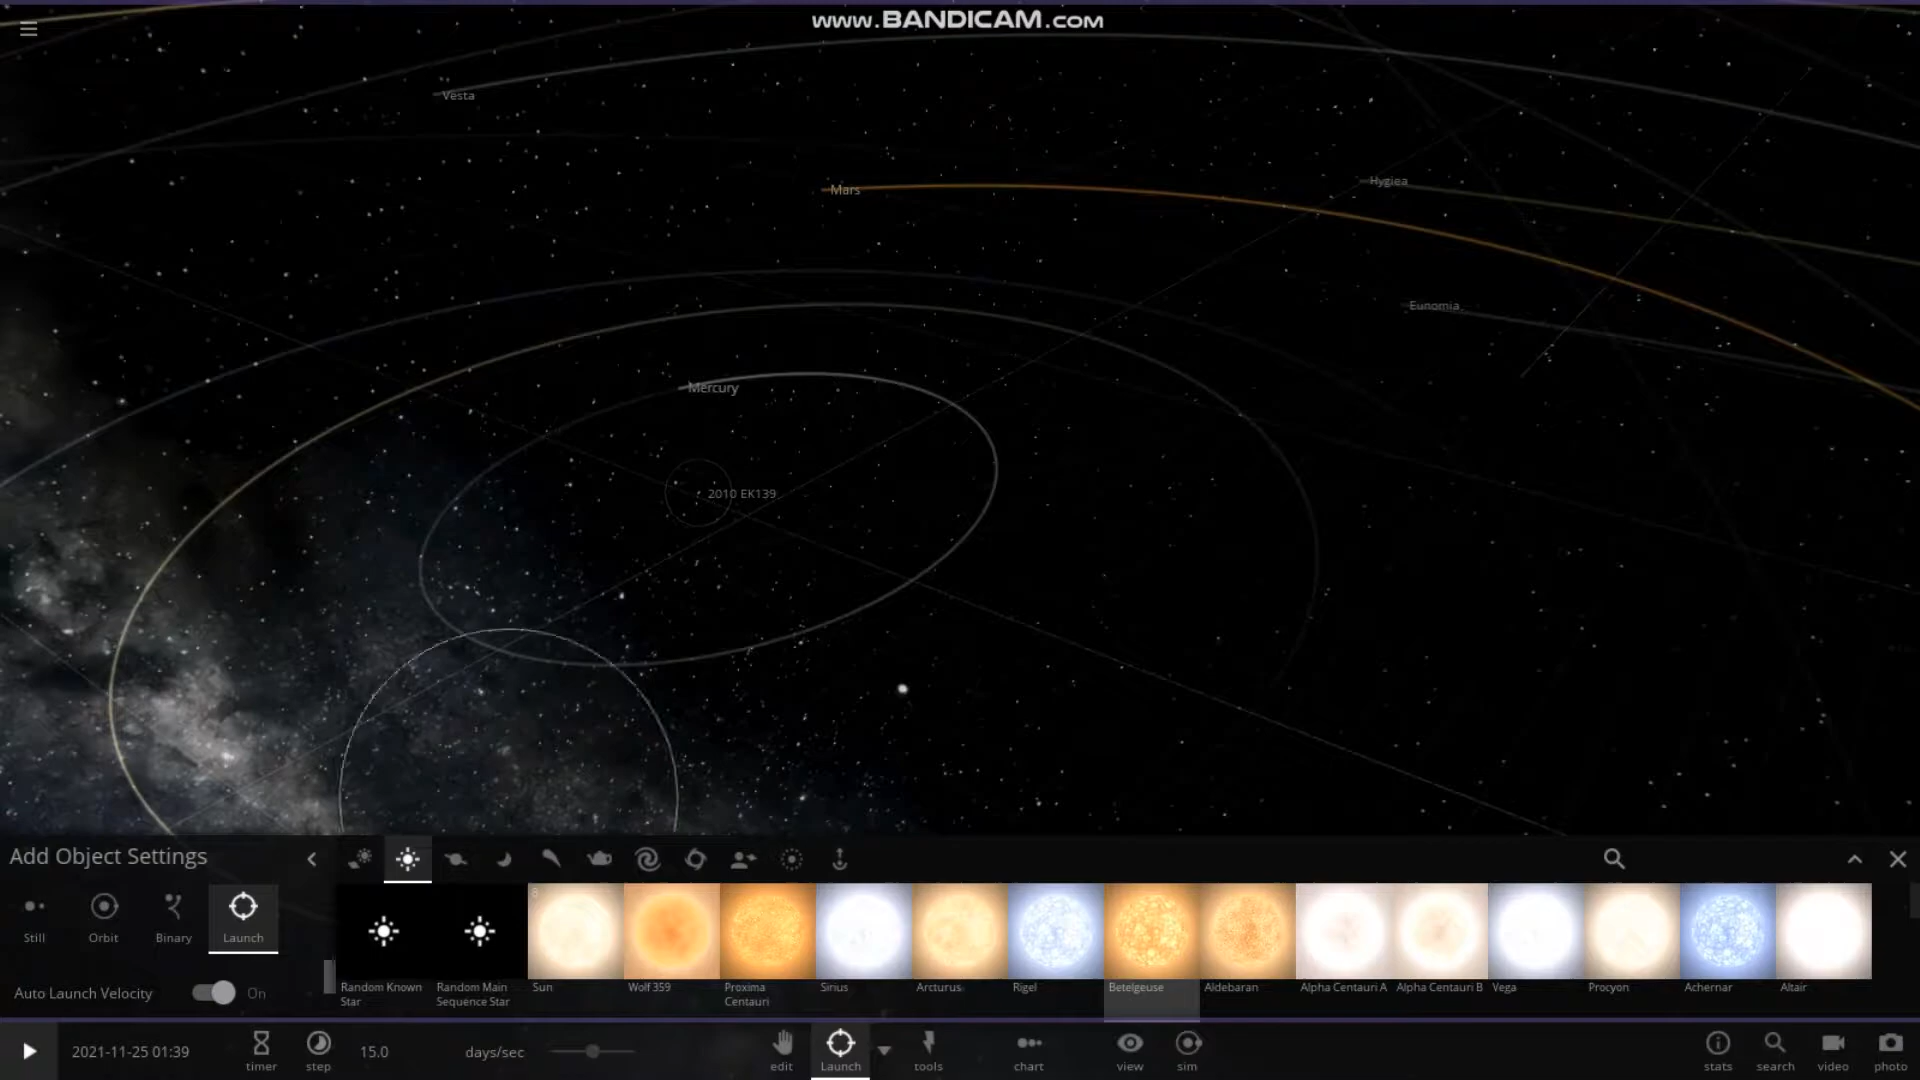 www.BANDICAM.com
Vesta
Mars
Hygiea
Eunomia
Mercury
2010 EK139
Add Object Settings
Still
Orbit
Binary
Launch
Auto Launch Velocity
On
Random Known
Star
Random Main
Sequence Star
Sun
Wolf 359
Proxima
Centauri
Sirius
Arcturus
Rigel
Betelgeuse
Aldebaran
Alpha Centauri A
Alpha Centauri B
Vega
Procyon
Achernar
Altair
2021-11-25 01:39
timer
step
15.0
days/sec
edit
Launch
tools
chart
view
sim
stats
search
video
photo